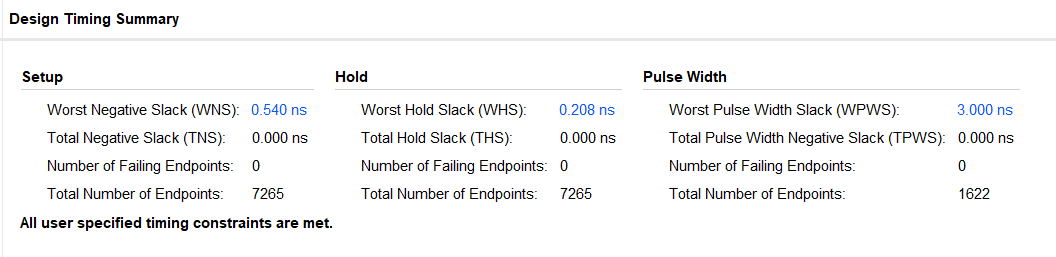 Design Timing Summary
Setup
Worst Negative Slack (WNS): 0.540 ns
Total Negative Slack (TNS): 0.000 ns
Number of Failing Endpoints: 0
Total Number of Endpoints: 7265
Hold
Worst Hold Slack (WHS): 0.208 ns
Total Hold Slack (THS): 0.000 ns
Number of Failing Endpoints: 0
Total Number of Endpoints: 7265
Pulse Width
Worst Pulse Width Slack (WPWS): 3.000 ns
Total Pulse Width Negative Slack (TPWS): 0.000 ns
Number of Failing Endpoints: 0
Total Number of Endpoints: 1622
All user specified timing constraints are met.